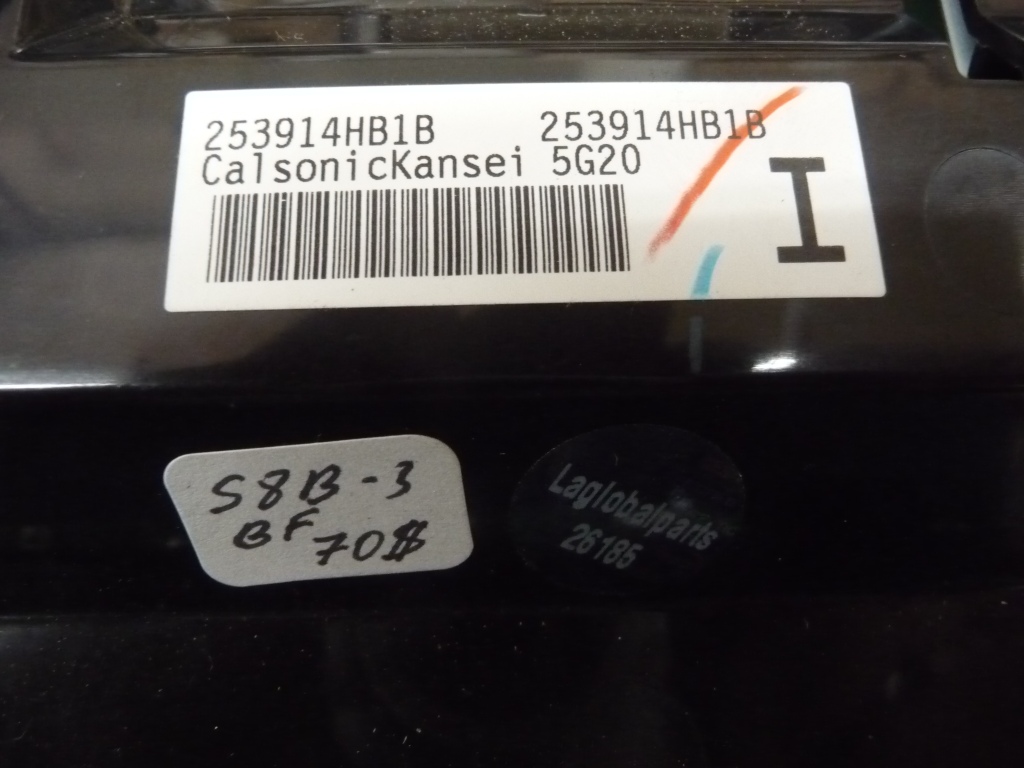 253914HB1B 253914HB1B
CalsonicKansei 5G20
I
S8B-3
BF 70$
Laglobalparts
26185